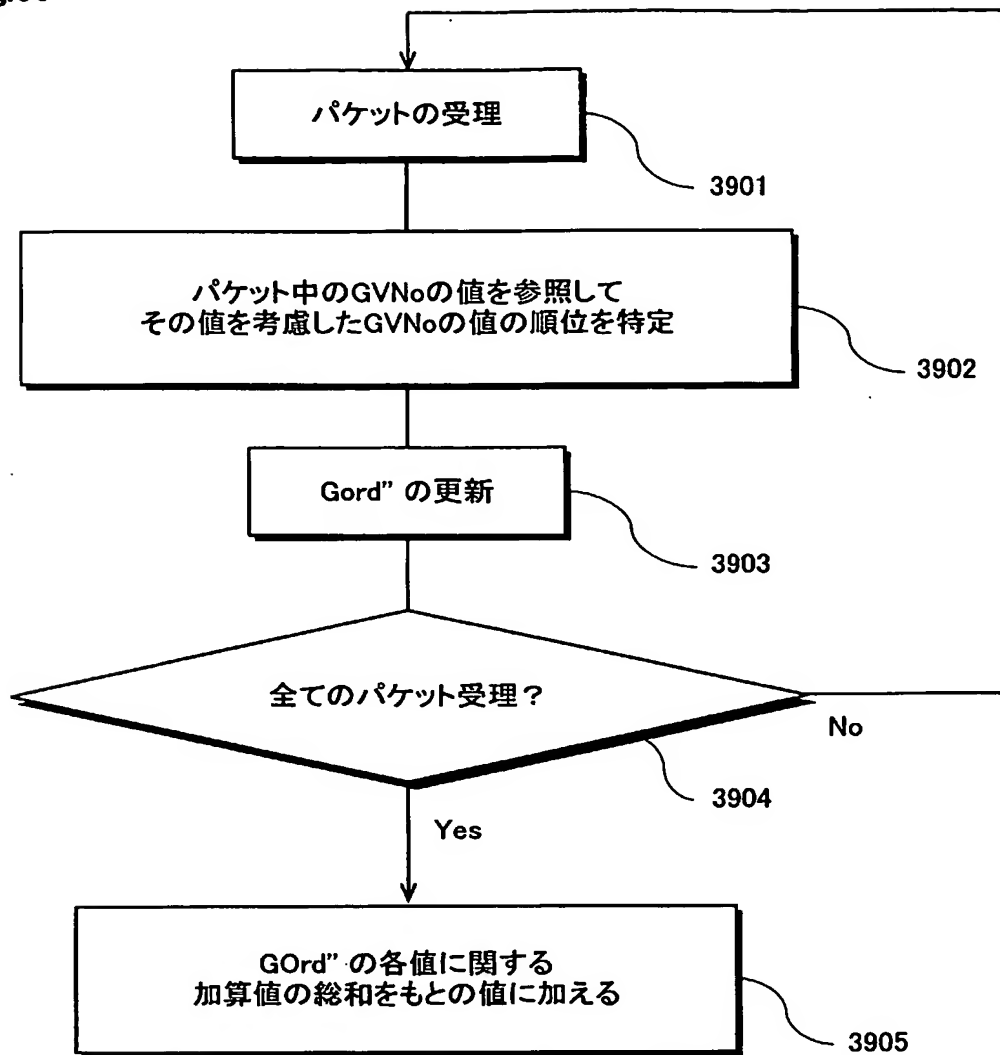 パケットの受理
3901
パケット中のGVNoの値を参照して
その値を考慮したGVNoの値の順位を特定
3902
Gord” の更新
3903
全てのパケット受理？
No
3904
Yes
GOrd” の各値に関する
加算値の総和をもとの値に加える
3905